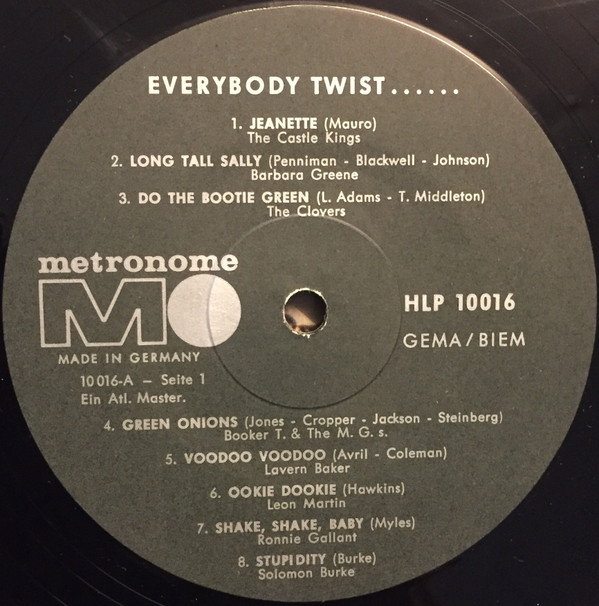 EVERYBODY TWIST......
1. JEANETTE (Mauro)
The Castle Kings
2. LONG TALL SALLY (Penniman - Blackwell - Johnson)
Barbara Greene
3. DO THE BOOTIE GREEN (L. Adams - T. Middleton)
The Clovers
metronome
M
MADE IN GERMANY
10016-A — Seite 1
Ein Atl. Master.
HLP 10016
GEMA/BIEM
4. GREEN ONIONS (Jones - Cropper - Jackson - Steinberg)
Booker T. & The M. G. s.
5. VOODOO VOODOO (Avril - Coleman)
Lavern Baker
6. OOKIE DOOKIE (Hawkins)
Leon Martin
7. SHAKE, SHAKE, BABY (Myles)
Ronnie Gallant
8. STUPIDITY (Burke)
Solomon Burke